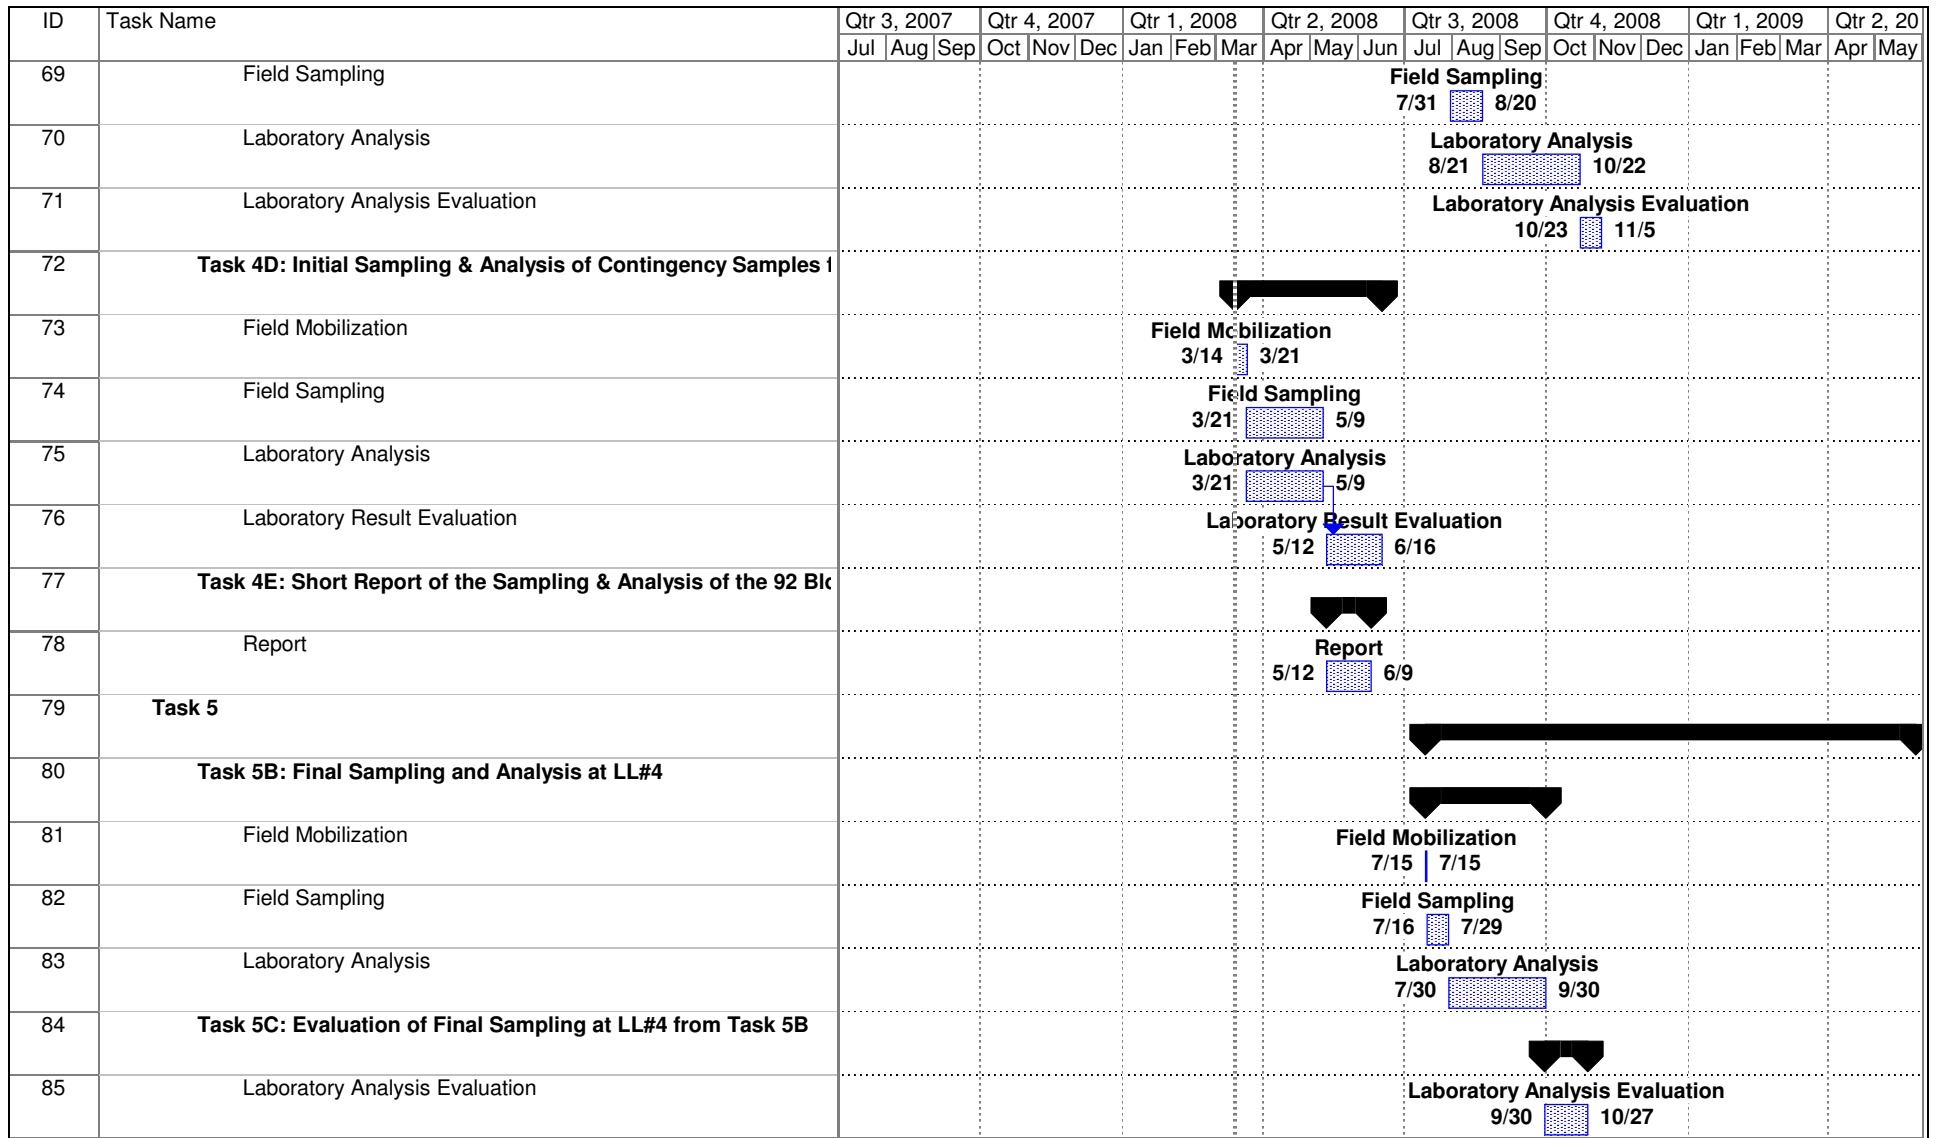 ID Task Name Qtr 3, 2007 Qtr 4, 2007 Qtr 1, 2008 Qtr 2, 2008 Qtr 3, 2008 Qtr 4, 2008 Qtr 1, 2009 Qtr 2, 20
Jul Aug Sep Oct Nov Dec Jan Feb Mar Apr May Jun Jul Aug Sep Oct Nov Dec Jan Feb Mar Apr May
69 Field Sampling Field Sampling
7/31 8/20
70 Laboratory Analysis Laboratory Analysis
8/21 10/22
71 Laboratory Analysis Evaluation Laboratory Analysis Evaluation
10/23 11/5
72 Task 4D: Initial Sampling & Analysis of Contingency Samples
73 Field Mobilization Field Mobilization
3/14 3/21
74 Field Sampling Field Sampling
3/21 5/9
75 Laboratory Analysis Laboratory Analysis
3/21 5/9
76 Laboratory Result Evaluation Laboratory Result Evaluation
5/12 6/16
77 Task 4E: Short Report of the Sampling & Analysis of the 92
78 Report Report
5/12 6/9
79 Task 5
80 Task 5B: Final Sampling and Analysis at LL#4
81 Field Mobilization Field Mobilization
7/15 7/15
82 Field Sampling Field Sampling
7/16 7/29
83 Laboratory Analysis Laboratory Analysis
7/30 9/30
84 Task 5C: Evaluation of Final Sampling at LL#4 from Task 5B
85 Laboratory Analysis Evaluation Laboratory Analysis Evaluation
9/30 10/27